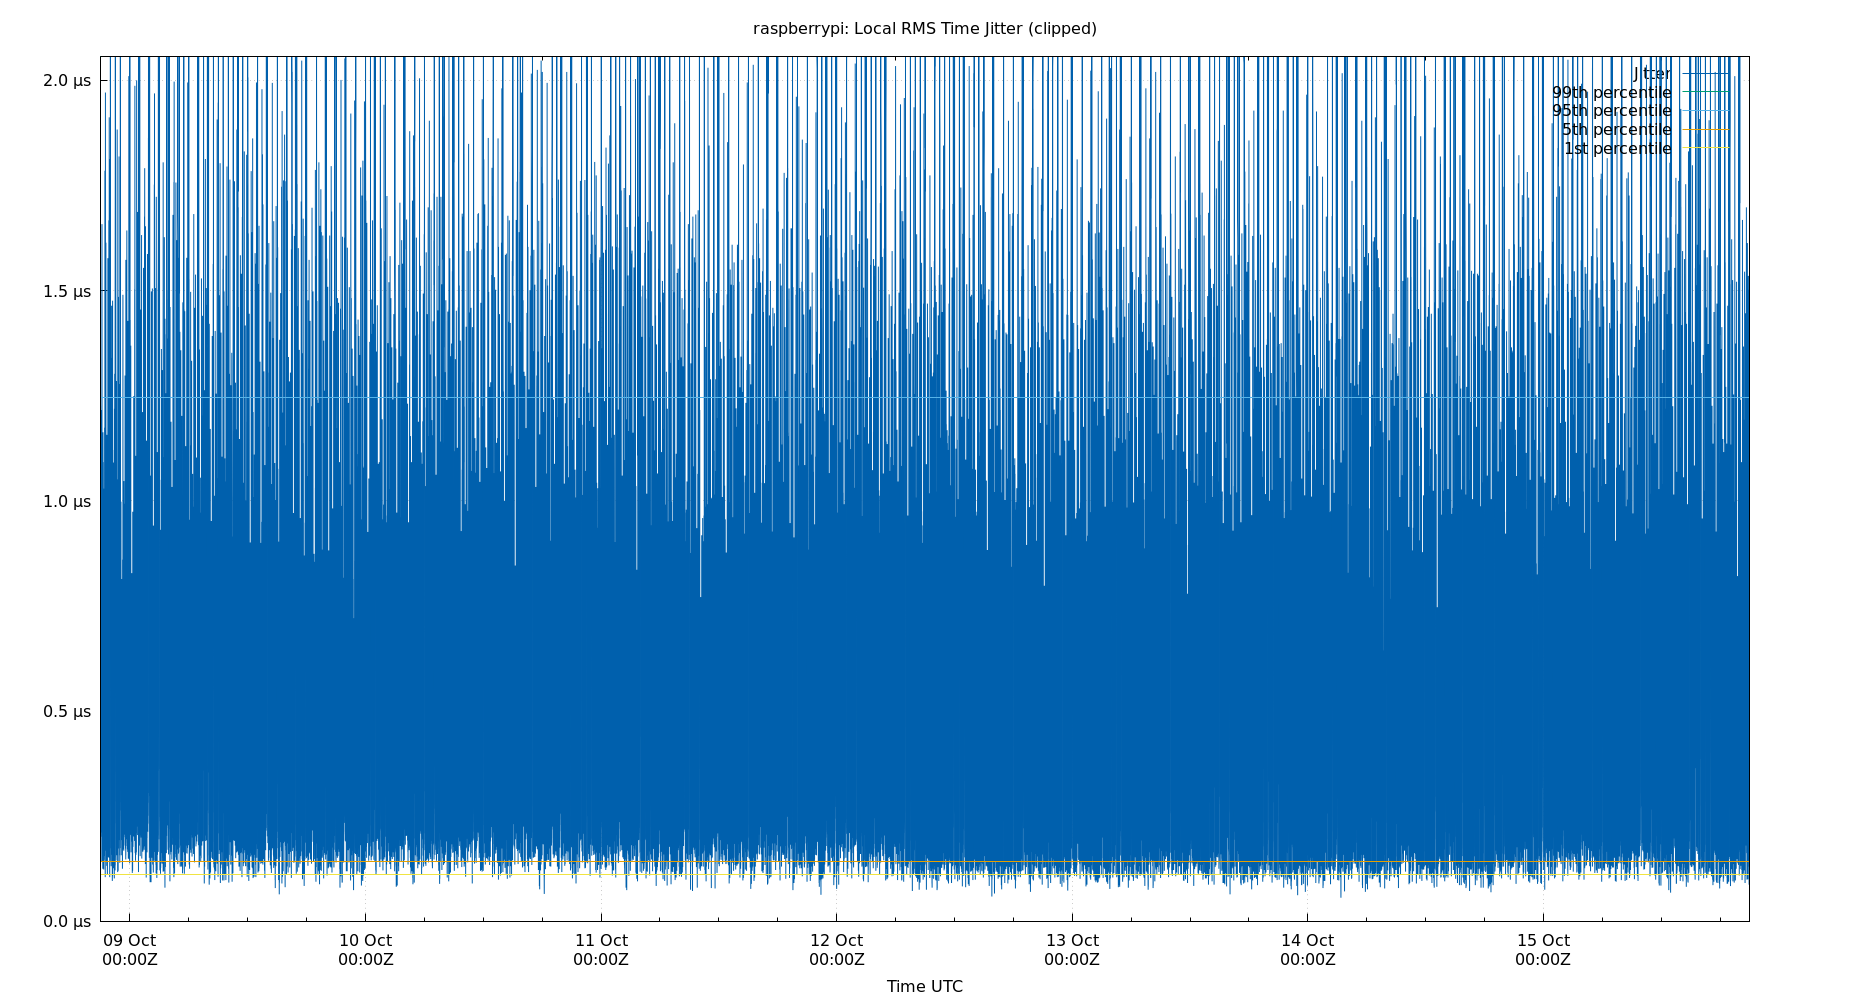 raspberrypi: Local RMS Time Jitter (clipped)
2.0 µs
1.5 µs
1.0 µs
0.5 µs
0.0 µs
Jitter
99th percentile
95th percentile
5th percentile
1st percentile
09 Oct
00:00Z
10 Oct
00:00Z
11 Oct
00:00Z
12 Oct
00:00Z
13 Oct
00:00Z
14 Oct
00:00Z
15 Oct
00:00Z
Time UTC